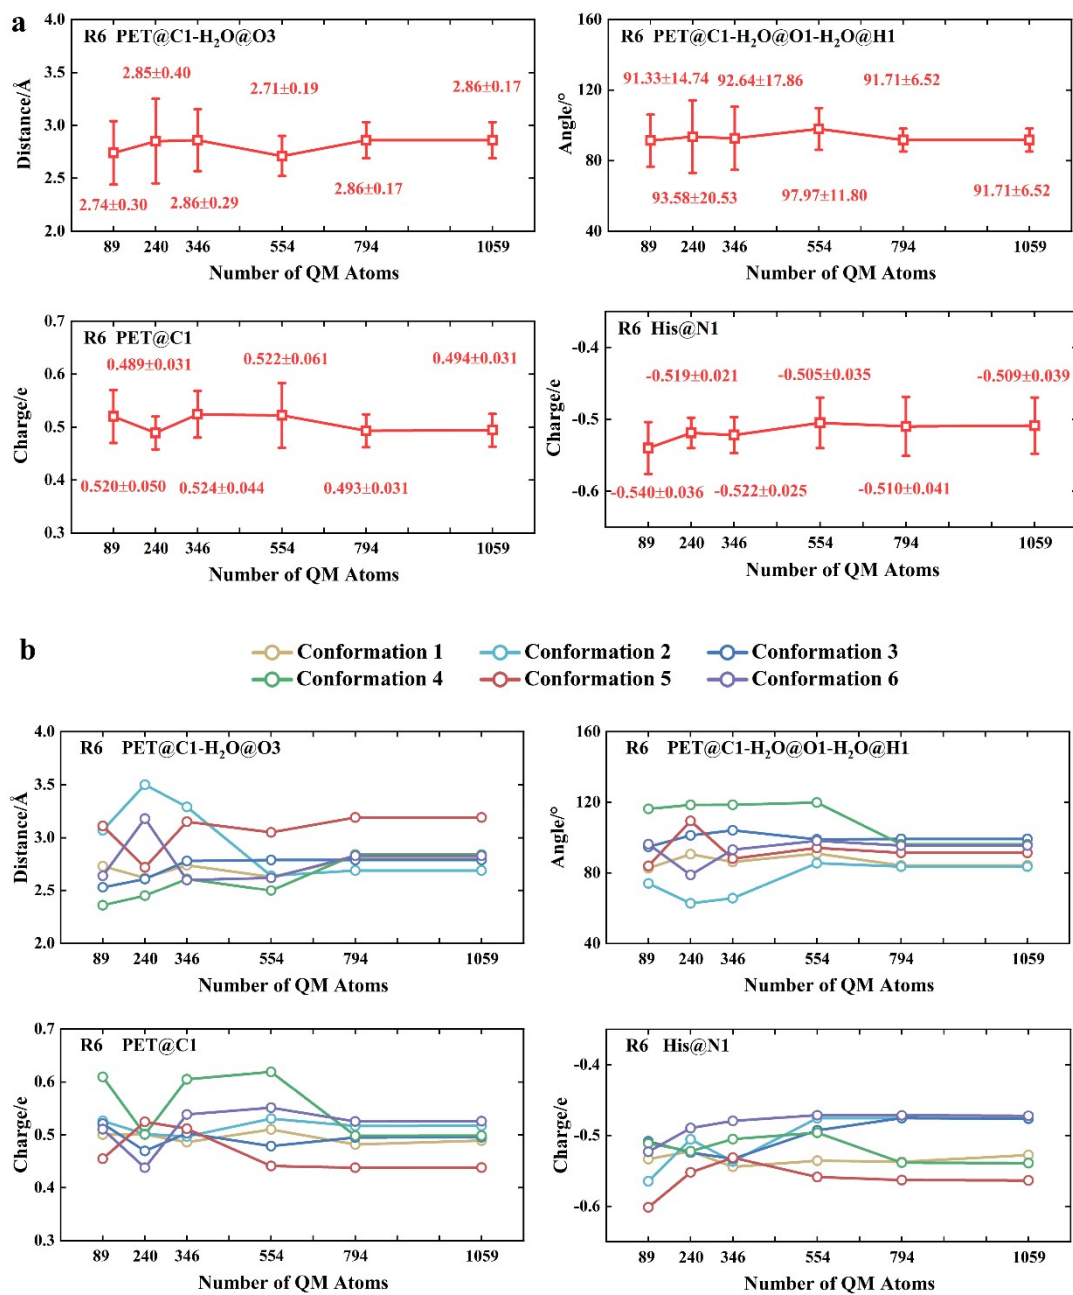 a
R6 PET@C1-H₂O@O3
2.85±0.40
2.71±0.19
2.86±0.17
2.74±0.30
2.86±0.29
2.86±0.17
Distance/Å
4.0
3.5
3.0
2.5
2.0
89 240 346 554 794 1059
Number of QM Atoms
R6 PET@C1-H₂O@O1-H₂O@H1
91.33±14.74
92.64±17.86
91.71±6.52
93.58±20.53
97.97±11.80
91.71±6.52
Angle/°
160
120
80
40
89 240 346 554 794 1059
Number of QM Atoms
R6 PET@C1
0.489±0.031
0.522±0.061
0.494±0.031
0.520±0.050
0.524±0.044
0.493±0.031
Charge/e
0.7
0.6
0.5
0.4
0.3
89 240 346 554 794 1059
Number of QM Atoms
R6 His@N1
-0.519±0.021
-0.505±0.035
-0.509±0.039
-0.540±0.036
-0.522±0.025
-0.510±0.041
Charge/e
-0.4
-0.5
-0.6
89 240 346 554 794 1059
Number of QM Atoms
b
Conformation 1 Conformation 2 Conformation 3
Conformation 4 Conformation 5 Conformation 6
R6 PET@C1-H₂O@O3
Distance/Å
4.0
3.5
3.0
2.5
2.0
89 240 346 554 794 1059
Number of QM Atoms
R6 PET@C1-H₂O@O1-H₂O@H1
Angle/°
160
120
80
40
89 240 346 554 794 1059
Number of QM Atoms
R6 PET@C1
Charge/e
0.7
0.6
0.5
0.4
0.3
89 240 346 554 794 1059
Number of QM Atoms
R6 His@N1
Charge/e
-0.4
-0.5
-0.6
89 240 346 554 794 1059
Number of QM Atoms